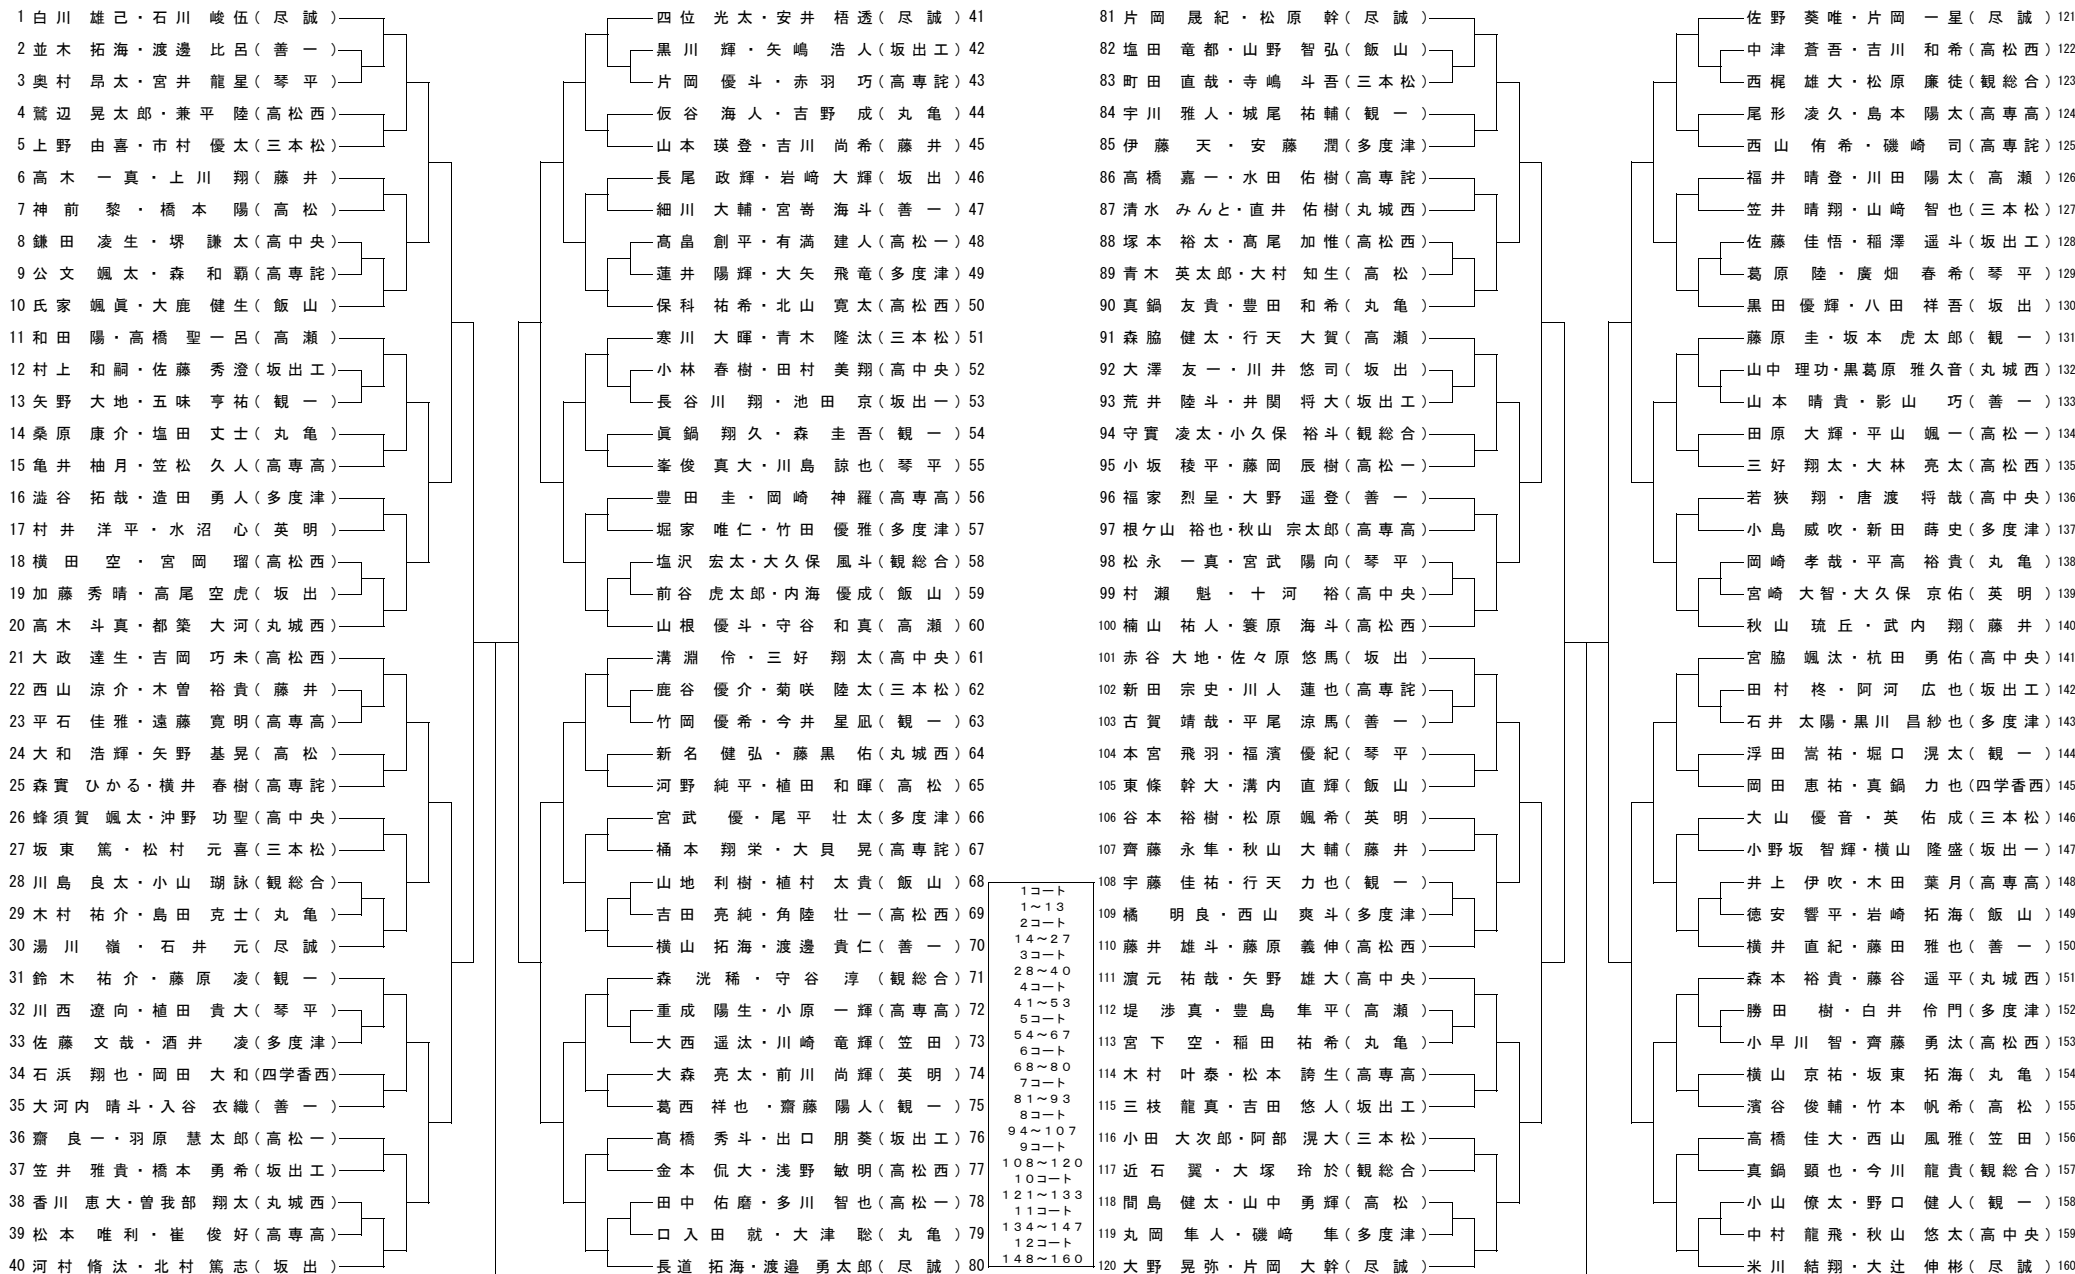 1 白川 雄己・石川 峻伍(尽誠)
2 並木 拓海・渡邊 比呂(善一)
3 奥村 昂太・宮井 龍星(琴平)
4 鷲辺 晃太郎・兼平 陸(高松西)
5 上野 由喜・市村 優太(三本松)
6 高木 一真・上川 翔(藤井)
7 神前 黎・橋本 陽(高松)
8 鎌田 凌生・堺 謙太(高中央)
9 公文 颯太・森 和覇(高専詫)
10 氏家 颯眞・大鹿 健生(飯山)
11 和田 陽・高橋 聖一呂(高瀬)
12 村上 和嗣・佐藤 秀澄(坂出工)
13 矢野 大地・五味 亨祐(観一)
14 桑原 康介・塩田 丈士(丸亀)
15 亀井 柚月・笠松 久人(高専高)
16 澁谷 拓哉・造田 勇人(多度津)
17 村井 洋平・水沼 心(英明)
18 横田 空・宮岡 瑠(高松西)
19 加藤 秀晴・高尾 空虎(坂出)
20 高木 斗真・都築 大河(丸城西)
21 大政 達生・吉岡 巧未(高松西)
22 西山 涼介・木曽 裕貴(藤井)
23 平石 佳雅・遠藤 寛明(高専高)
24 大和 浩輝・矢野 基晃(高松)
25 森實 ひかる・横井 春樹(高専詫)
26 蜂須賀 颯太・沖野 功聖(高中央)
27 坂東 篤・松村 元喜(三本松)
28 川島 良太・小山 瑚詠(観総合)
29 木村 祐介・島田 克士(丸亀)
30 湯川 嶺・石井 元(尽誠)
31 鈴木 祐介・藤原 凌(観一)
32 川西 遼向・植田 貴大(琴平)
33 佐藤 文哉・酒井 凌(多度津)
34 石浜 翔也・岡田 大和(四学香西)
35 大河内 晴斗・入谷 衣織(善一)
36 齋 良一・羽原 慧太郎(高松一)
37 笠井 雅貴・橋本 勇希(坂出工)
38 香川 恵大・曽我部 翔太(丸城西)
39 松本 唯利・崔 俊好(高専高)
40 河村 脩汰・北村 篤志(坂出)
四位 光太・安井 梧透(尽誠) 41
黒川 輝・矢嶋 浩人(坂出工) 42
片岡 優斗・赤羽 巧(高専詫) 43
仮谷 海人・吉野 成(丸亀) 44
山本 瑛登・吉川 尚希(藤井) 45
長尾 政輝・岩﨑 大輝(坂出) 46
細川 大輔・宮嵜 海斗(善一) 47
髙畠 創平・有満 建人(高松一) 48
蓮井 陽輝・大矢 飛竜(多度津) 49
保科 祐希・北山 寛太(高松西) 50
寒川 大暉・青木 隆汰(三本松) 51
小林 春樹・田村 美翔(高中央) 52
長谷川 翔・池田 京(坂出一) 53
眞鍋 翔久・森 圭吾(観一) 54
峯俊 真大・川島 諒也(琴平) 55
豊田 圭・岡崎 神羅(高専高) 56
堀家 唯仁・竹田 優雅(多度津) 57
塩沢 宏太・大久保 風斗(観総合) 58
前谷 虎太郎・内海 優成(飯山) 59
山根 優斗・守谷 和真(高瀬) 60
溝淵 伶・三好 翔太(高中央) 61
鹿谷 優介・菊咲 陸太(三本松) 62
竹岡 優希・今井 星凪(観一) 63
新名 健弘・藤黒 佑(丸城西) 64
河野 純平・植田 和暉(高松) 65
宮武 優・尾平 壮太(多度津) 66
桶本 翔栄・大貝 晃(高専詫) 67
山地 利樹・植村 太貴(飯山) 68
吉田 亮純・角陸 壮一(高松西) 69
横山 拓海・渡邊 貴仁(善一) 70
森 洸稀・守谷 淳(観総合) 71
重成 陽生・小原 一輝(高専高) 72
大西 遥汰・川崎 竜輝(笠田) 73
大森 亮太・前川 尚輝(英明) 74
葛西 祥也・齋藤 陽人(観一) 75
髙橋 秀斗・出口 朋葵(坂出工) 76
金本 侃大・浅野 敏明(高松西) 77
田中 佑磨・多川 智也(高松一) 78
口入田 就・大津 聡(丸亀) 79
長道 拓海・渡邉 勇太郎(尽誠) 80
1コート
1～13
2コート
14～27
3コート
28～40
4コート
41～53
5コート
54～67
6コート
68～80
7コート
81～93
8コート
94～107
9コート
108～120
10コート
121～133
11コート
134～147
12コート
148～160
81 片岡 晟紀・松原 幹(尽誠)
82 塩田 竜都・山野 智弘(飯山)
83 町田 直哉・寺嶋 斗吾(三本松)
84 宇川 雅人・城尾 祐輔(観一)
85 伊藤 天・安藤 潤(多度津)
86 高橋 嘉一・水田 佑樹(高専詫)
87 清水 みんと・直井 佑樹(丸城西)
88 塚本 裕太・髙尾 加惟(高松西)
89 青木 英太郎・大村 知生(高松)
90 真鍋 友貴・豊田 和希(丸亀)
91 森脇 健太・行天 大賀(高瀬)
92 大澤 友一・川井 悠司(坂出)
93 荒井 陸斗・井関 将大(坂出工)
94 守實 凌太・小久保 裕斗(観総合)
95 小坂 稜平・藤岡 辰樹(高松一)
96 福家 烈呈・大野 遥登(善一)
97 根ケ山 裕也・秋山 宗太郎(高専高)
98 松永 一真・宮武 陽向(琴平)
99 村瀬 魁・十河 裕(高中央)
100 楠山 祐人・簑原 海斗(高松西)
101 赤谷 大地・佐々原 悠馬(坂出)
102 新田 宗史・川人 蓮也(高専詫)
103 古賀 靖哉・平尾 涼馬(善一)
104 本宮 飛羽・福濱 優紀(琴平)
105 東條 幹大・溝内 直輝(飯山)
106 谷本 裕樹・松原 颯希(英明)
107 齊藤 永隼・秋山 大輔(藤井)
108 宇藤 佳祐・行天 力也(観一)
109 橘 明良・西山 爽斗(多度津)
110 藤井 雄斗・藤原 義伸(高松西)
111 濵元 祐哉・矢野 雄大(高中央)
112 堤 渉真・豊島 隼平(高瀬)
113 宮下 空・稲田 祐希(丸亀)
114 木村 叶泰・松本 誇生(高専高)
115 三枝 龍真・吉田 悠人(坂出工)
116 小田 大次郎・阿部 滉大(三本松)
117 近石 翼・大塚 玲於(観総合)
118 間島 健太・山中 勇輝(高松)
119 丸岡 隼人・磯﨑 隼(多度津)
120 大野 晃弥・片岡 大幹(尽誠)
佐野 葵唯・片岡 一星(尽誠) 121
中津 蒼吾・吉川 和希(高松西) 122
西梶 雄大・松原 廉徒(観総合) 123
尾形 凌久・島本 陽太(高専高) 124
西山 侑希・磯崎 司(高専詫) 125
福井 晴登・川田 陽太(高瀬) 126
笠井 晴翔・山﨑 智也(三本松) 127
佐藤 佳悟・稲澤 遥斗(坂出工) 128
葛原 陸・廣畑 春希(琴平) 129
黒田 優輝・八田 祥吾(坂出) 130
藤原 圭・坂本 虎太郎(観一) 131
山中 理功・黒葛原 雅久音(丸城西) 132
山本 晴貴・影山 巧(善一) 133
田原 大輝・平山 颯一(高松一) 134
三好 翔太・大林 亮太(高松西) 135
若狹 翔・唐渡 将哉(高中央) 136
小島 威吹・新田 蒔史(多度津) 137
岡崎 孝哉・平高 裕貴(丸亀) 138
宮崎 大智・大久保 京佑(英明) 139
秋山 琉丘・武内 翔(藤井) 140
宮脇 颯汰・杭田 勇佑(高中央) 141
田村 柊・阿河 広也(坂出工) 142
石井 太陽・黒川 昌紗也(多度津) 143
浮田 嵩祐・堀口 滉太(観一) 144
岡田 恵祐・真鍋 力也(四学香西) 145
大山 優音・英 佑成(三本松) 146
小野坂 智輝・横山 隆盛(坂出一) 147
井上 伊吹・木田 葉月(高専高) 148
徳安 響平・岩崎 拓海(飯山) 149
横井 直紀・藤田 雅也(善一) 150
森本 裕貴・藤谷 遥平(丸城西) 151
勝田 樹・白井 伶門(多度津) 152
小早川 智・齊藤 勇汰(高松西) 153
横山 京祐・坂東 拓海(丸亀) 154
濱谷 俊輔・竹本 帆希(高松) 155
高橋 佳大・西山 風雅(笠田) 156
真鍋 顕也・今川 龍貴(観総合) 157
小山 僚太・野口 健人(観一) 158
中村 龍飛・秋山 悠太(高中央) 159
米川 結翔・大辻 伸彬(尽誠) 160